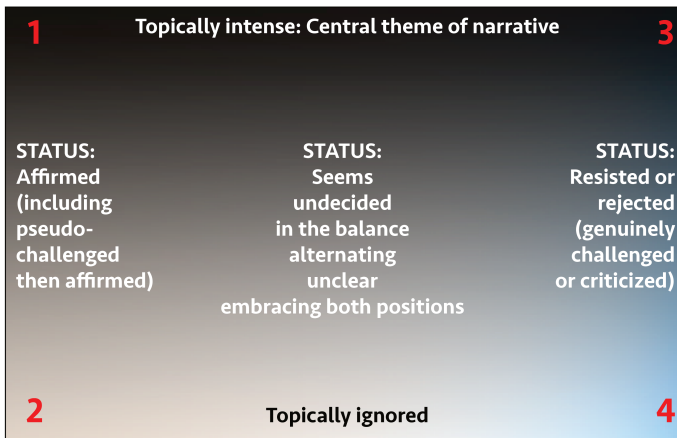 1
Topically intense: Central theme of narrative
3
STATUS:
Affirmed
(including
pseudo-
challenged
then affirmed)
STATUS:
Seems
undecided
in the balance
alternating
unclear
embracing both positions
STATUS:
Resisted or
rejected
(genuinely
challenged
or criticized)
2
Topically ignored
4